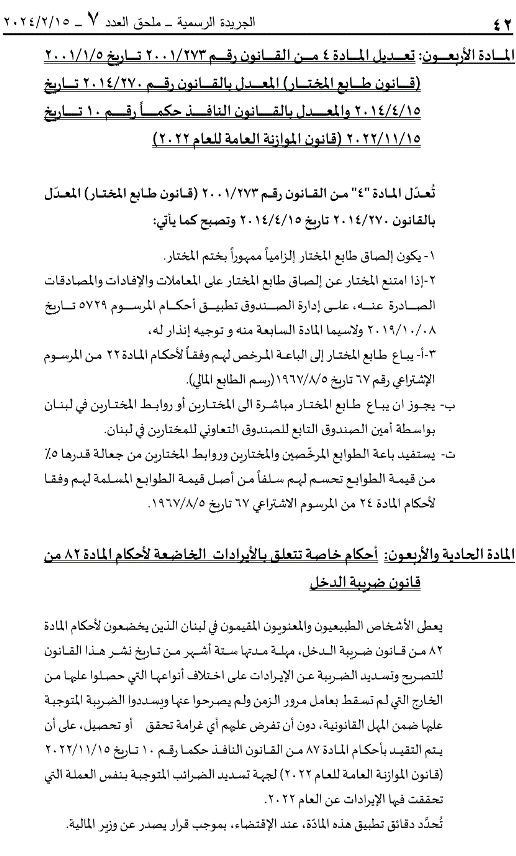 ٤٢
الجريدة الرسمية – ملحق العدد ٧ – ٢٠٢٤/٢/١٥
المادة الأربعون: تعديل المادة ٤ من القانون رقم ٢٠٠١/٢٧٣ تاريخ ٢٠٠١/١/٥
(قانون طابع المختار) المعدل بالقانون رقم ٢٠١٤/٢٧٠ تاريخ
٢٠١٤/٤/١٥ والمعدل بالقانون النافذ حكماً رقم ١٠ تاريخ
٢٠٢٢/١١/١٥ (قانون الموازنة العامة للعام ٢٠٢٢)
تُعدّل المادة "٤" من القانون رقم ٢٠٠١/٢٧٣ (قانون طابع المختار) المعدّل
بالقانون ٢٠١٤/٢٧٠ تاريخ ٢٠١٤/٤/١٥ وتصبح كما يأتي:
١- يكون إلصاق طابع المختار إلزامياً ممهوراً بختم المختار.
٢-إذا امتنع المختار عن إلصاق طابع المختار على المعاملات والإفادات والمصادقات
الصادرة عنه، على إدارة الصندوق تطبيق أحكام المرسوم ٥٧٢٩ تاريخ
٢٠١٩/١٠/٠٨ ولاسيما المادة السابعة منه و توجيه إنذار له،
٣-أ- يباع طابع المختار إلى الباعة المرخص لهم وفقاً لأحكام المادة ٢٢ من المرسوم
الإشتراعي رقم ٦٧ تاريخ ١٩٦٧/٨/٥ (رسم الطابع المالي).
ب- يجوز ان يباع طابع المختار مباشرة الى المختارين أو روابط المختارين في لبنان
بواسطة أمين الصندوق التابع للصندوق التعاوني للمختارين في لبنان.
ت- يستفيد باعة الطوابع المرخّصين والمختارين وروابط المختارين من جعالة قدرها ٥٪
من قيمة الطوابع تحسم لهم سلفاً من أصل قيمة الطوابع المسلمة لهم وفقا
لأحكام المادة ٢٤ من المرسوم الاشتراعي ٦٧ تاريخ ١٩٦٧/٨/٥.
المادة الحادية والأربعون: أحكام خاصة تتعلق بالأيرادات الخاضعة لأحكام المادة ٨٢ من
قانون ضريبة الدخل
يعطى الأشخاص الطبيعيون والمعنويون المقيمون في لبنان الذين يخضعون لأحكام المادة
٨٢ من قانون ضريبة الدخل، مهلة مدتها ستة أشهر من تاريخ نشر هذا القانون
للتصريح وتسديد الضريبة عن الإيرادات على اختلاف أنواعها التي حصلوا عليها من
الخارج التي لم تسقط بعامل مرور الزمن ولم يصرحوا عنها ويسددوا الضريبة المتوجبة
عليها ضمن المهل القانونية، دون أن تفرض عليهم أي غرامة تحقق أو تحصيل، على أن
يتم التقيد بأحكام المادة ٨٧ من القانون النافذ حكما رقم ١٠ تاريخ ٢٠٢٢/١١/١٥
(قانون الموازنة العامة للعام ٢٠٢٢) لجهة تسديد الضرائب المتوجبة بنفس العملة التي
تحققت فيها الإيرادات عن العام ٢٠٢٢.
تُحدَّد دقائق تطبيق هذه المادّة، عند الإقتضاء، بموجب قرار يصدر عن وزير المالية.